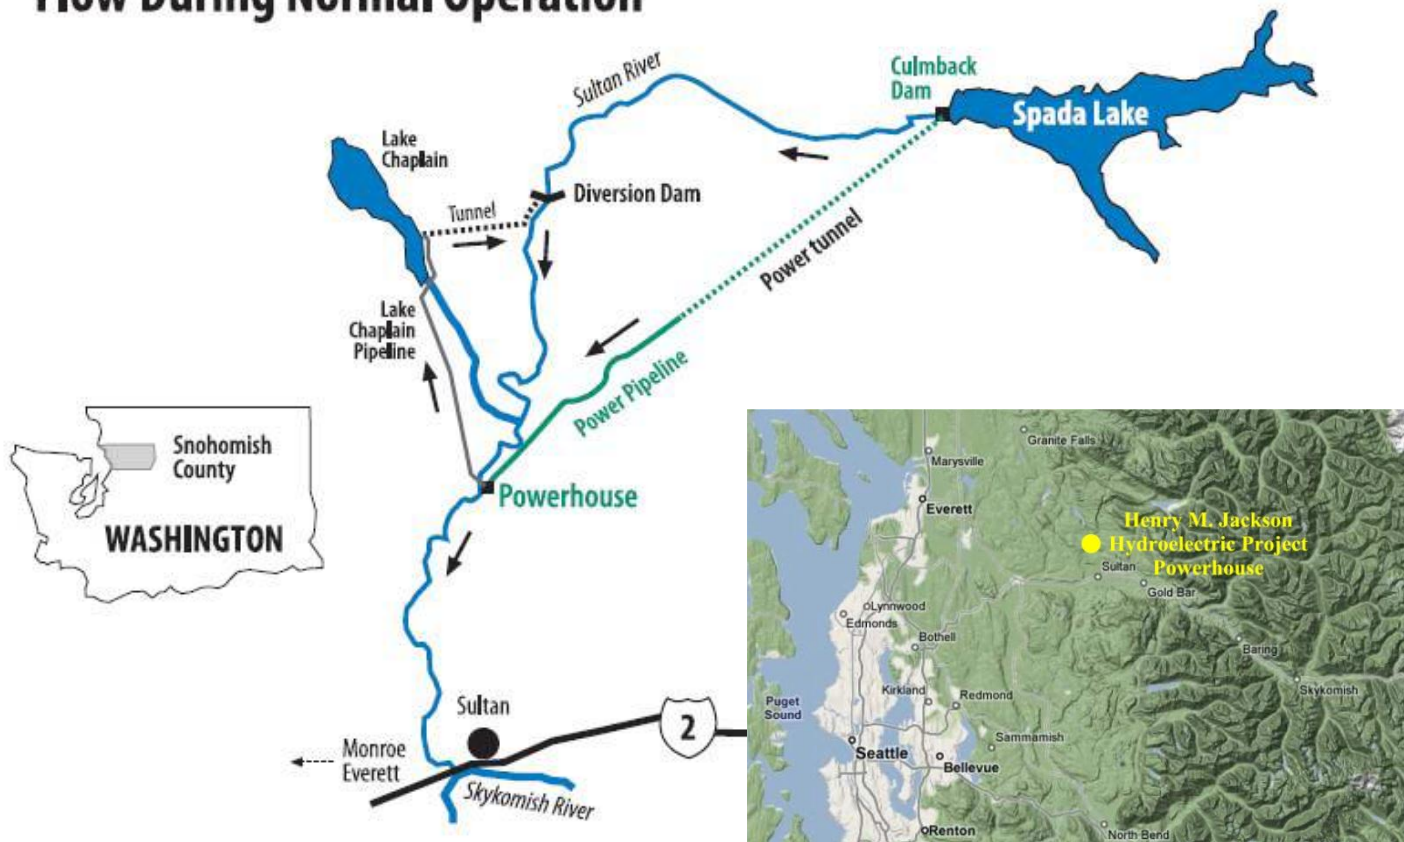 Flow During Normal Operation
Sultan River
Culmback
Dam
Spada Lake
Lake
Chaplain
Tunnel
Diversion Dam
Power tunnel
Lake
Chaplain
Pipeline
Power Pipeline
Snohomish
County
WASHINGTON
Powerhouse
Sultan
2
Monroe
Everett
Skykomish River
Granite Falls
Marysville
Everett
Henry M. Jackson
Hydroelectric Project
Powerhouse
Sultan
Gold Bar
Lynnwood
Edmonds
Bothell
Baring
Skykomish
Kirkland
Redmond
Puget
Sound
Sammamish
Seattle
Bellevue
Renton
North Bend